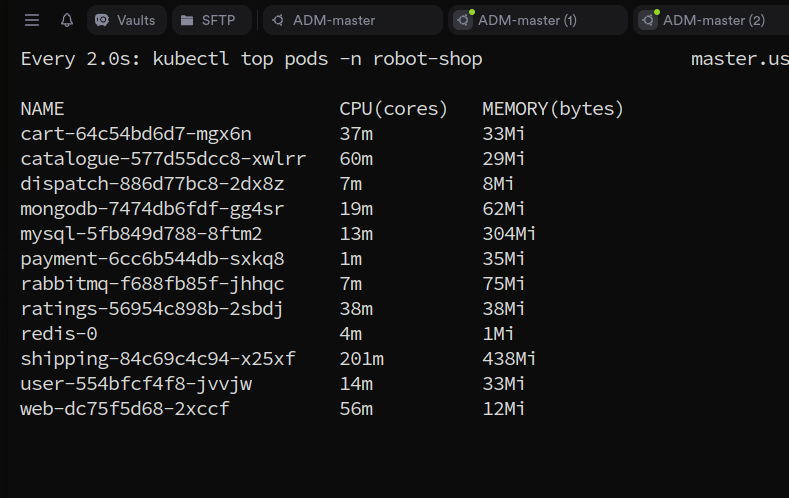 Vaults SFTP ADM-master ADM-master (1) ADM-master (2)
Every 2.0s: kubectl top pods -n robot-shop master.us
NAME CPU(cores) MEMORY(bytes)
cart-64c54bd6d7-mgx6n 37m 33Mi
catalogue-577d55dcc8-xwlrr 60m 29Mi
dispatch-886d77bc8-2dx8z 7m 8Mi
mongodb-7474db6fdf-gg4sr 19m 62Mi
mysql-5fb849d788-8ftm2 13m 304Mi
payment-6cc6b544db-sxkq8 1m 35Mi
rabbitmq-f688fb85f-jhhqc 7m 75Mi
ratings-56954c898b-2sbdj 38m 38Mi
redis-0 4m 1Mi
shipping-84c69c4c94-x25xf 201m 438Mi
user-554bfcf4f8-jvvjw 14m 33Mi
web-dc75f5d68-2xccf 56m 12Mi